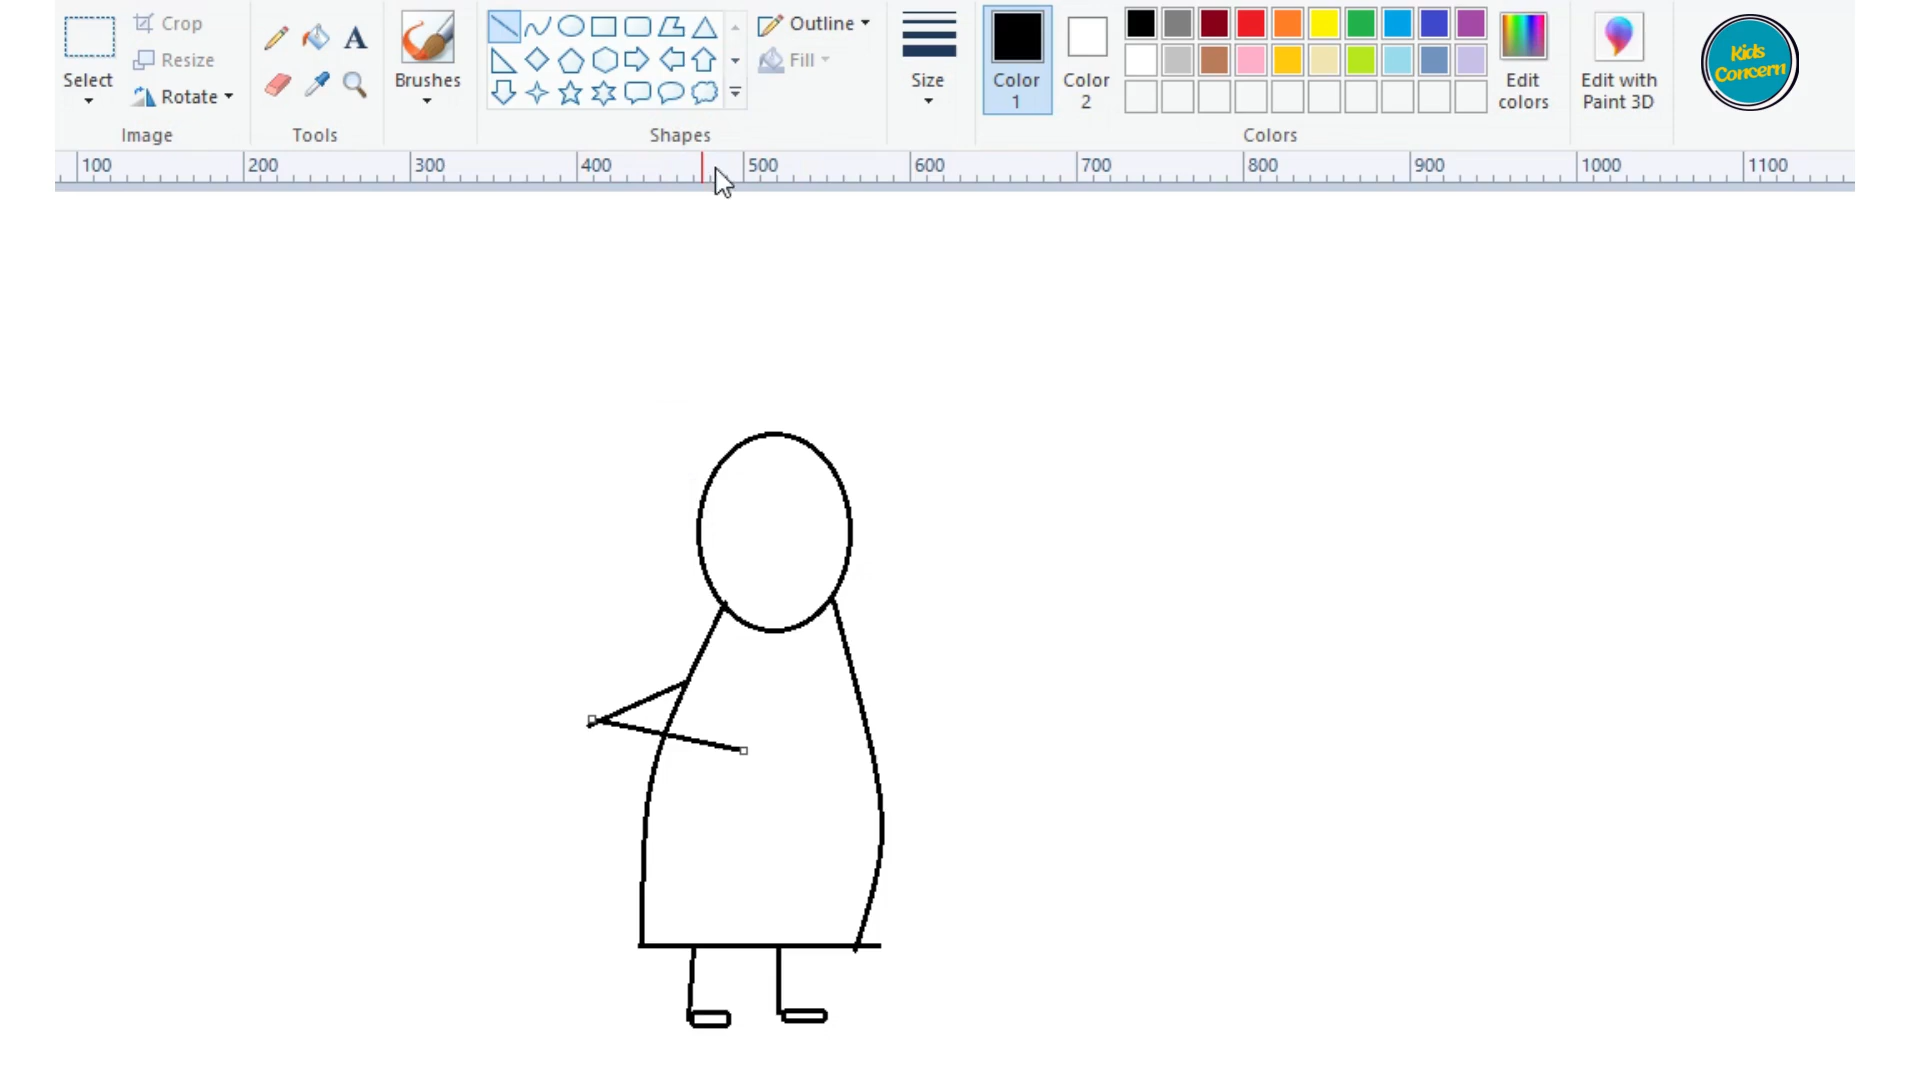 Select
Crop
Resize
Rotate
Image
A
Tools
Brushes
Shapes
Outline
Fill
Size
Color
1
Color
2
Colors
Edit
colors
Edit with
Paint 3D
Kids
Concern
100 200 300 400 500 600 700 800 900 1000 1100